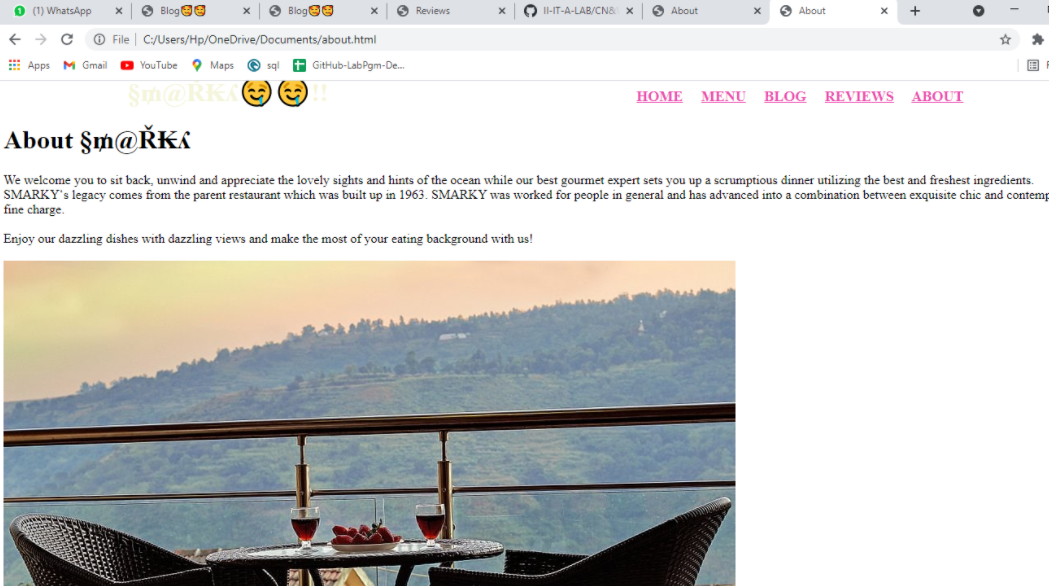 (1) WhatsApp
Blog🥰🥰
Blog🥰🥰
Reviews
II-IT-A-LAB/CN&
About
About
File
C:/Users/Hp/OneDrive/Documents/about.html
Apps
Gmail
YouTube
Maps
sql
GitHub-LabPgm-De...
§₥@ŘҜʎ🤤🤤!!
HOME MENU BLOG REVIEWS ABOUT
About §₥@ŘҜʎ
We welcome you to sit back, unwind and appreciate the lovely sights and hints of the ocean while our best gourmet expert sets you up a scrumptious dinner utilizing the best and freshest ingredients.
SMARKY's legacy comes from the parent restaurant which was built up in 1963. SMARKY was worked for people in general and has advanced into a combination between exquisite chic and contemp
fine charge.
Enjoy our dazzling dishes with dazzling views and make the most of your eating background with us!